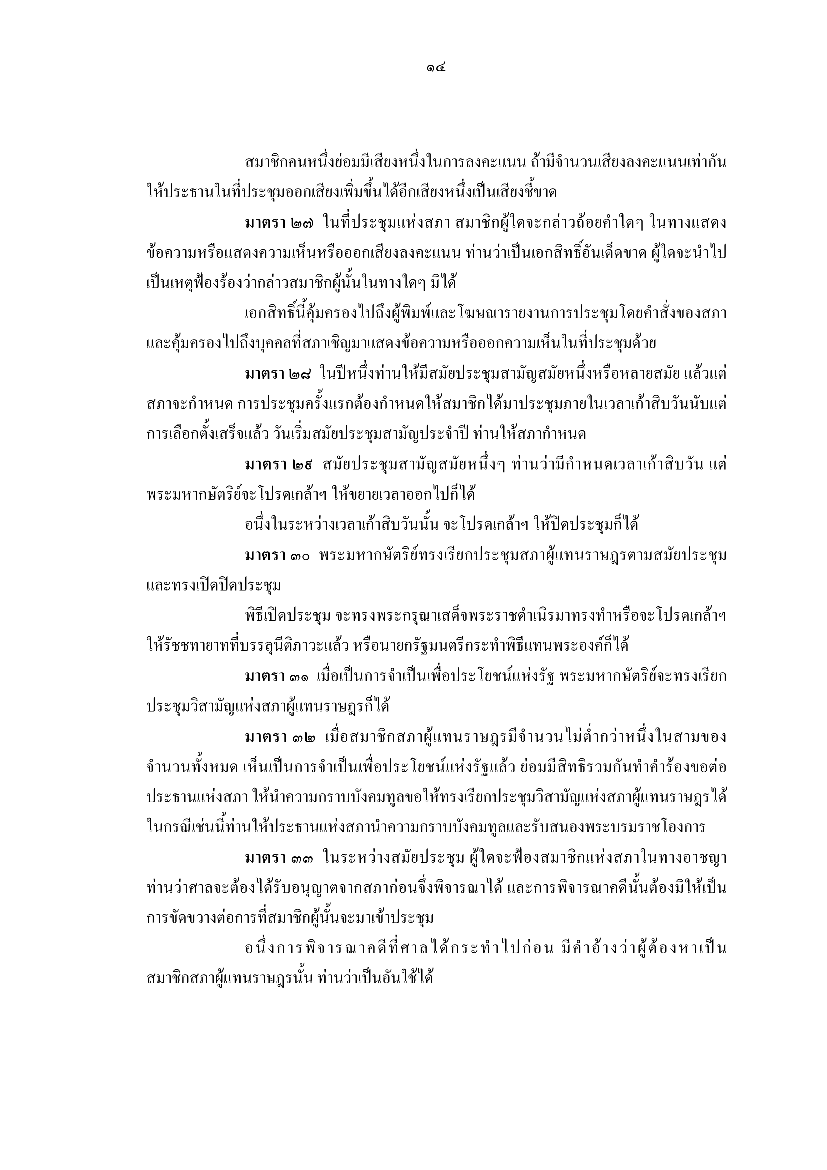 ๑๔
สมาชิกคนหนึ่งย่อมมีเสียงหนึ่งในการลงคะแนน ถ้ามีจำนวนเสียงลงคะแนนเท่ากัน
ให้ประธานในที่ประชุมออกเสียงเพิ่มขึ้นได้อีกเสียงหนึ่งเป็นเสียงชี้ขาด
มาตรา ๒๗ ในที่ประชุมแห่งสภา สมาชิกผู้ใดจะกล่าวถ้อยคำใดๆ ในทางแสดง
ข้อความหรือแสดงความเห็นหรือออกเสียงลงคะแนน ท่านว่าเป็นเอกสิทธิ์อันเด็ดขาด ผู้ใดจะนำไป
เป็นเหตุฟ้องร้องว่ากล่าวสมาชิกผู้นั้นในทางใดๆ มิได้
เอกสิทธิ์นี้คุ้มครองไปถึงผู้พิมพ์และโฆษณารายงานการประชุมโดยคำสั่งของสภา
และคุ้มครองไปถึงบุคคลที่สภาเชิญมาแสดงข้อความหรือออกความเห็นในที่ประชุมด้วย
มาตรา ๒๘ ในปีหนึ่งท่านให้มีสมัยประชุมสามัญสมัยหนึ่งหรือหลายสมัย แล้วแต่
สภาจะกำหนด การประชุมครั้งแรกต้องกำหนดให้สมาชิกได้มาประชุมภายในเวลาเก้าสิบวันนับแต่
การเลือกตั้งเสร็จแล้ว วันเริ่มสมัยประชุมสามัญประจำปี ท่านให้สภากำหนด
มาตรา ๒๙ สมัยประชุมสามัญสมัยหนึ่งๆ ท่านว่ามีกำหนดเวลาเก้าสิบวัน แต่
พระมหากษัตริย์จะโปรดเกล้าฯ ให้ขยายเวลาออกไปก็ได้
อนึ่งในระหว่างเวลาเก้าสิบวันนั้น จะโปรดเกล้าฯ ให้ปิดประชุมก็ได้
มาตรา ๓๐ พระมหากษัตริย์ทรงเรียกประชุมสภาผู้แทนราษฎรตามสมัยประชุม
และทรงเปิดปิดประชุม
พิธีเปิดประชุม จะทรงพระกรุณาเสด็จพระราชดำเนิรมาทรงทำหรือจะโปรดเกล้าฯ
ให้รัชชทายาทที่บรรลุนีติภาวะแล้ว หรือนายกรัฐมนตรีกระทำพิธีแทนพระองค์ก็ได้
มาตรา ๓๑ เมื่อเป็นการจำเป็นเพื่อประโยชน์แห่งรัฐ พระมหากษัตริย์จะทรงเรียก
ประชุมวิสามัญแห่งสภาผู้แทนราษฎรก็ได้
มาตรา ๓๒ เมื่อสมาชิกสภาผู้แทนราษฎรมีจำนวนไม่ต่ำกว่าหนึ่งในสามของ
จำนวนทั้งหมด เห็นเป็นการจำเป็นเพื่อประโยชน์แห่งรัฐแล้ว ย่อมมีสิทธิรวมกันทำคำร้องขอต่อ
ประธานแห่งสภา ให้นำความกราบบังคมทูลขอให้ทรงเรียกประชุมวิสามัญแห่งสภาผู้แทนราษฎรได้
ในกรณีเช่นนี้ท่านให้ประธานแห่งสภานำความกราบบังคมทูลและรับสนองพระบรมราชโองการ
มาตรา ๓๓ ในระหว่างสมัยประชุม ผู้ใดจะฟ้องสมาชิกแห่งสภาในทางอาชญา
ท่านว่าศาลจะต้องได้รับอนุญาตจากสภาก่อนจึ่งพิจารณาได้ และการพิจารณาคดีนั้นต้องมิให้เป็น
การขัดขวางต่อการที่สมาชิกผู้นั้นจะมาเข้าประชุม
อนึ่งการพิจารณาคดีที่ศาลได้กระทำไปก่อน มีคำอ้างว่าผู้ต้องหาเป็น
สมาชิกสภาผู้แทนราษฎรนั้น ท่านว่าเป็นอันใช้ได้